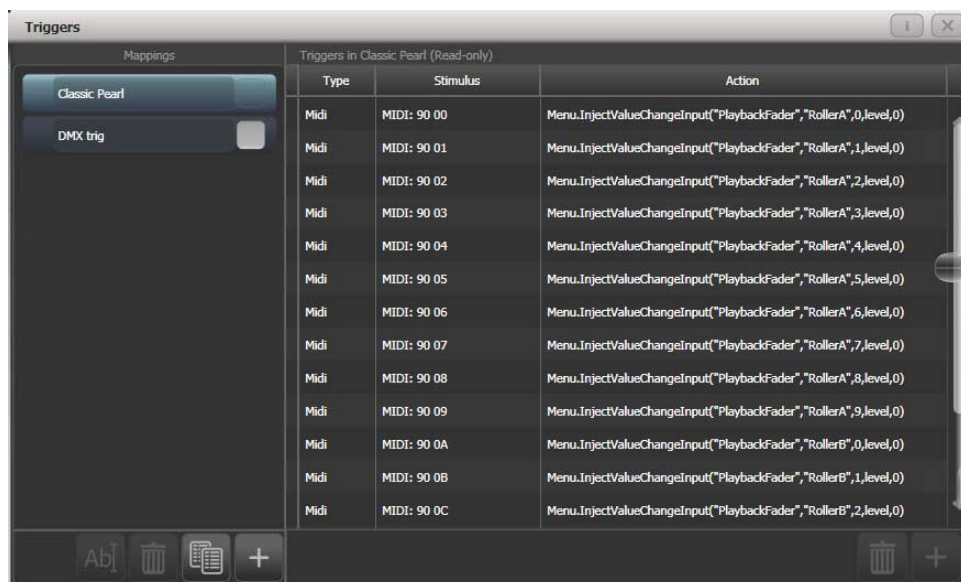 Triggers
i
Mappings
Triggers in Classic Pearl (Read-only)
Classic Pearl
DMX trig
Type Stimulus Action
Midi MIDI: 90 00 Menu.InjectValueChangeInput("PlaybackFader","RollerA",0,level,0)
Midi MIDI: 90 01 Menu.InjectValueChangeInput("PlaybackFader","RollerA",1,level,0)
Midi MIDI: 90 02 Menu.InjectValueChangeInput("PlaybackFader","RollerA",2,level,0)
Midi MIDI: 90 03 Menu.InjectValueChangeInput("PlaybackFader","RollerA",3,level,0)
Midi MIDI: 90 04 Menu.InjectValueChangeInput("PlaybackFader","RollerA",4,level,0)
Midi MIDI: 90 05 Menu.InjectValueChangeInput("PlaybackFader","RollerA",5,level,0)
Midi MIDI: 90 06 Menu.InjectValueChangeInput("PlaybackFader","RollerA",6,level,0)
Midi MIDI: 90 07 Menu.InjectValueChangeInput("PlaybackFader","RollerA",7,level,0)
Midi MIDI: 90 08 Menu.InjectValueChangeInput("PlaybackFader","RollerA",8,level,0)
Midi MIDI: 90 09 Menu.InjectValueChangeInput("PlaybackFader","RollerA",9,level,0)
Midi MIDI: 90 0A Menu.InjectValueChangeInput("PlaybackFader","RollerB",0,level,0)
Midi MIDI: 90 0B Menu.InjectValueChangeInput("PlaybackFader","RollerB",1,level,0)
Midi MIDI: 90 0C Menu.InjectValueChangeInput("PlaybackFader","RollerB",2,level,0)
Ab